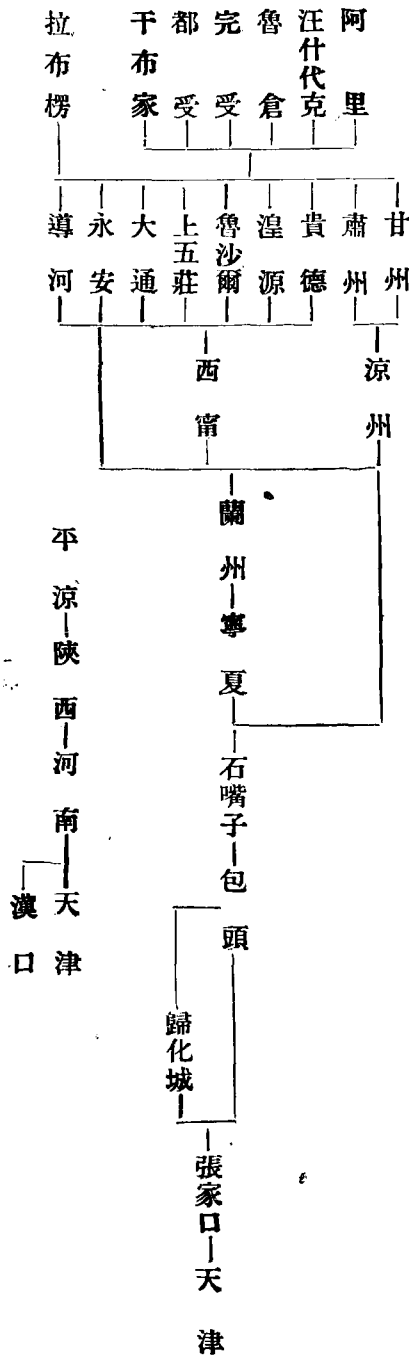 阿里
汪什代克
魯倉
完受
都受
干布家
拉布楞
甘州
肅州
貴德
湟源
魯沙爾
上五莊
大通
永安
導河
涼州
西甯
蘭州
寧夏
石嘴子
包頭
歸化城
張家口
天津
平涼
陝西
河南
天津
漢口